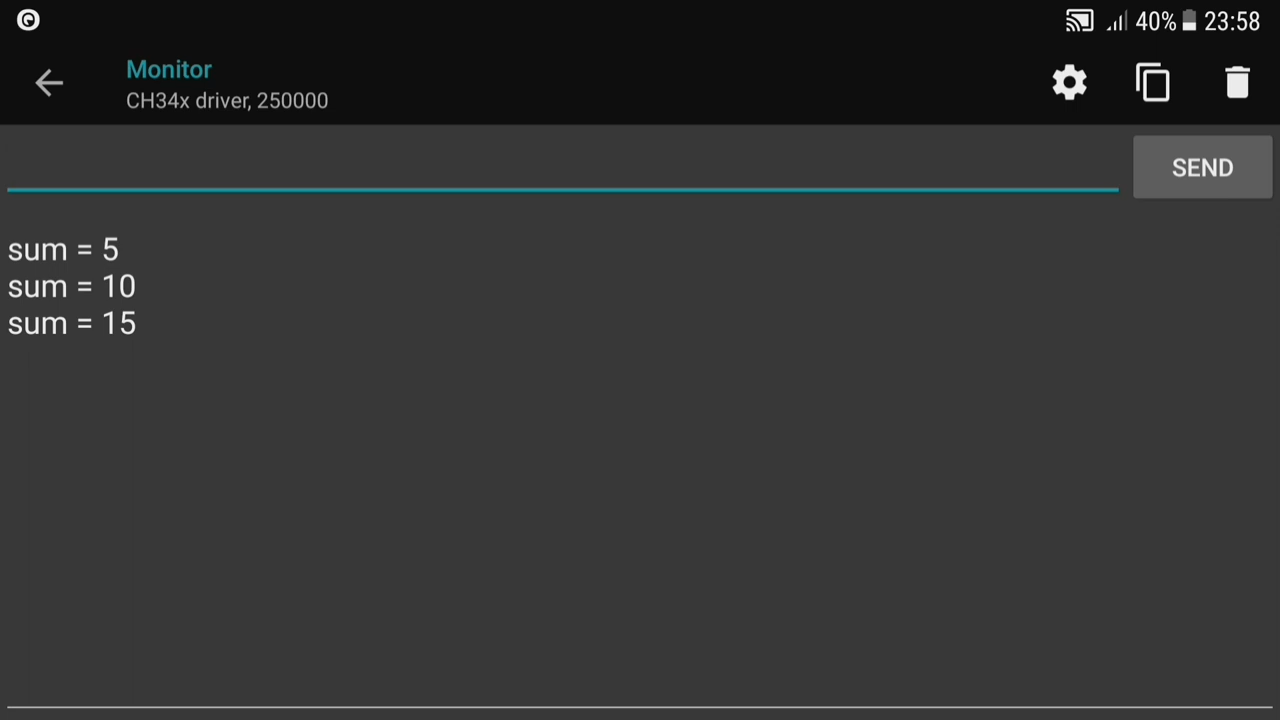 40% 23:58
Monitor
CH34x driver, 250000
SEND
sum = 5
sum = 10
sum = 15